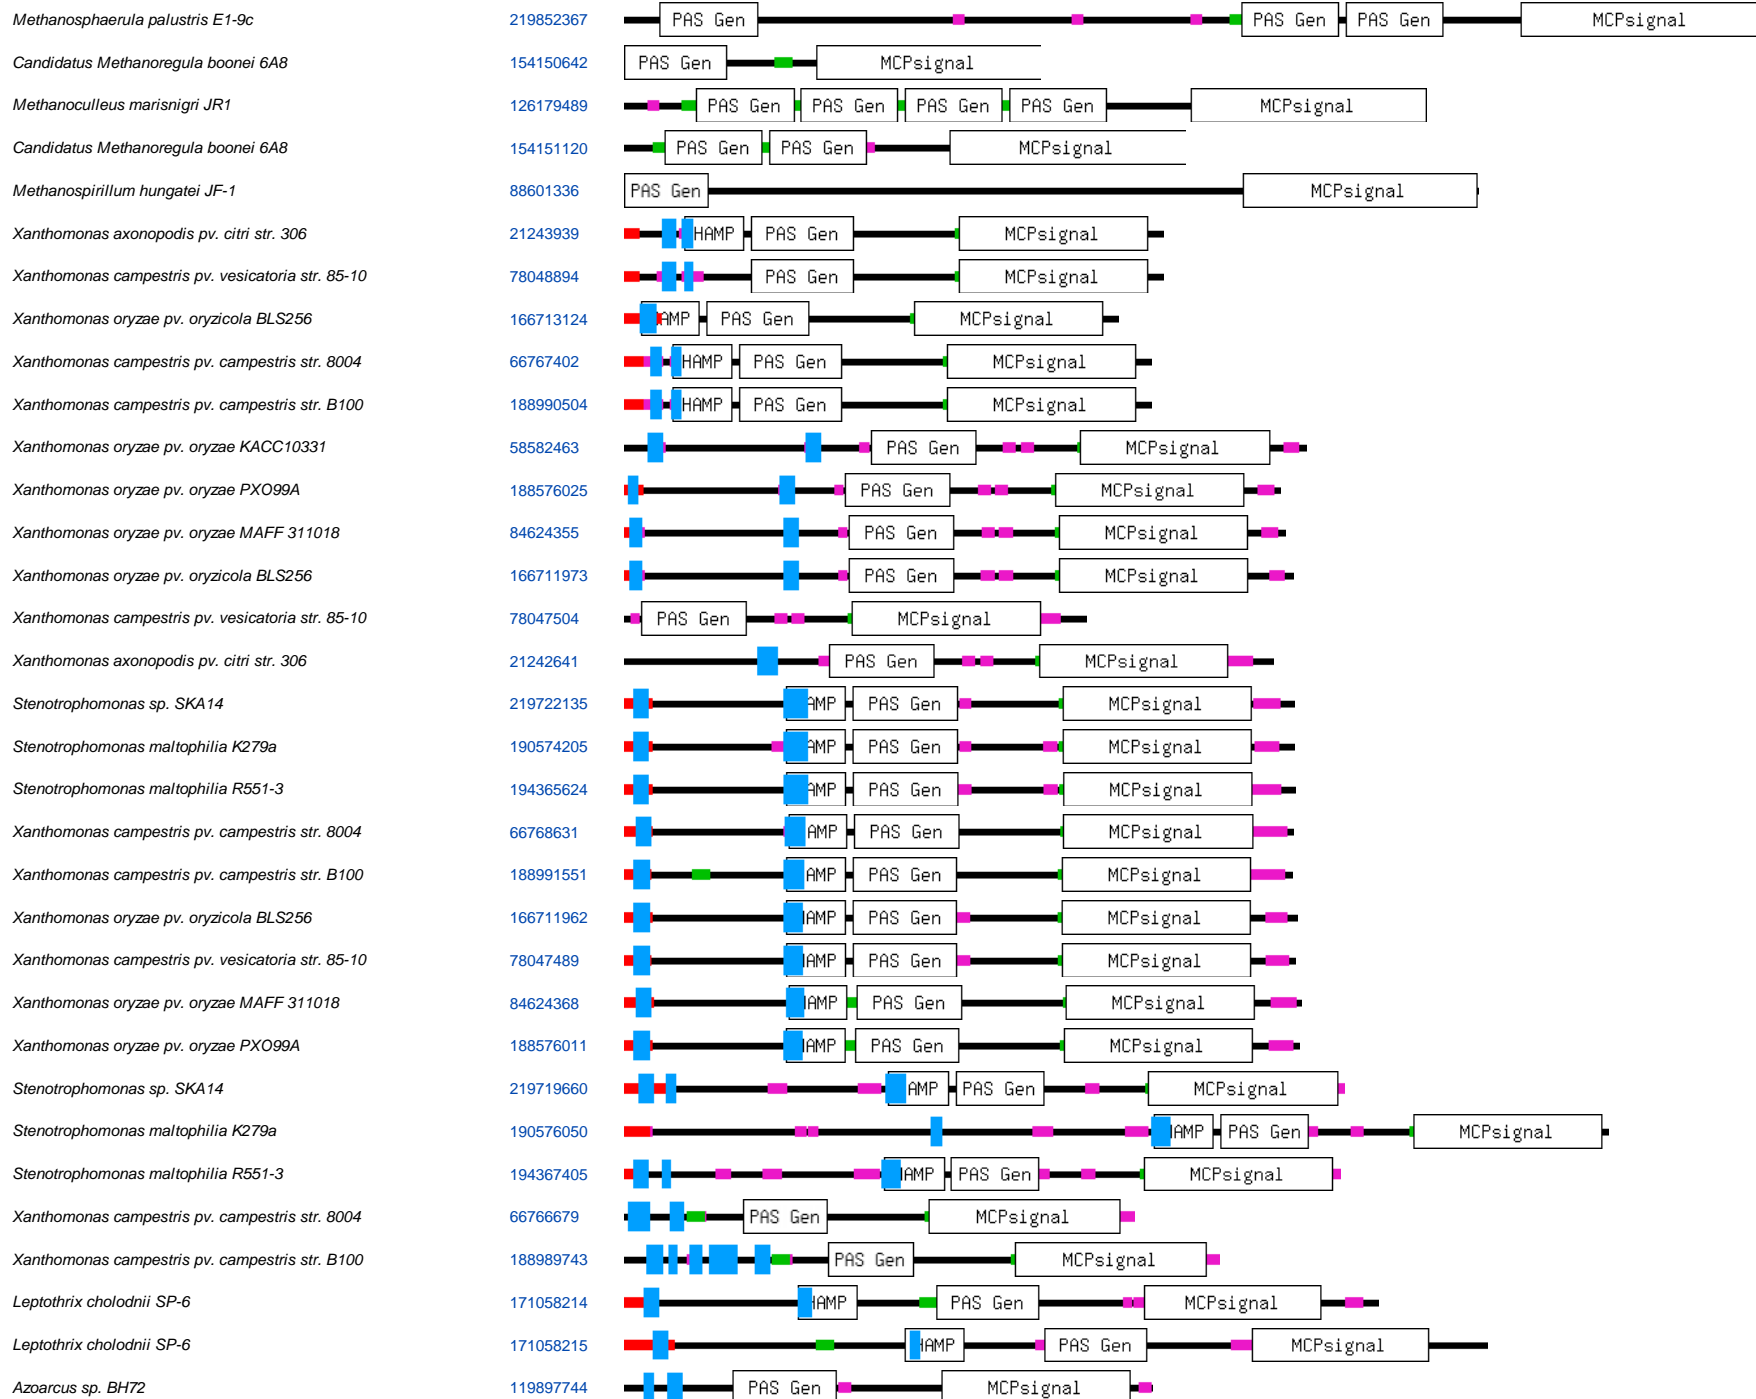 Methanosphaerula palustris E1-9c 219852367 PAS Gen PAS Gen PAS Gen MCPsignal
Candidatus Methanoregula boonei 6A8 154150642 PAS Gen MCPsignal
Methanoculleus marisnigri JR1 126179489 PAS Gen PAS Gen PAS Gen PAS Gen MCPsignal
Candidatus Methanoregula boonei 6A8 154151120 PAS Gen PAS Gen MCPsignal
Methanospirillum hungatei JF-1 88601336 PAS Gen MCPsignal
Xanthomonas axonopodis pv. citri str. 306 21243939 HAMP PAS Gen MCPsignal
Xanthomonas campestris pv. vesicatoria str. 85-10 78048894 PAS Gen MCPsignal
Xanthomonas oryzae pv. oryzicola BLS256 166713124 AMP PAS Gen MCPsignal
Xanthomonas campestris pv. campestris str. 8004 66767402 HAMP PAS Gen MCPsignal
Xanthomonas campestris pv. campestris str. B100 188990504 HAMP PAS Gen MCPsignal
Xanthomonas oryzae pv. oryzae KACC10331 58582463 PAS Gen MCPsignal
Xanthomonas oryzae pv. oryzae PXO99A 188576025 PAS Gen MCPsignal
Xanthomonas oryzae pv. oryzae MAFF 311018 84624355 PAS Gen MCPsignal
Xanthomonas oryzae pv. oryzicola BLS256 166711973 PAS Gen MCPsignal
Xanthomonas campestris pv. vesicatoria str. 85-10 78047504 PAS Gen MCPsignal
Xanthomonas axonopodis pv. citri str. 306 21242641 PAS Gen MCPsignal
Stenotrophomonas sp. SKA14 219722135 AMP PAS Gen MCPsignal
Stenotrophomonas maltophilia K279a 190574205 AMP PAS Gen MCPsignal
Stenotrophomonas maltophilia R551-3 194365624 AMP PAS Gen MCPsignal
Xanthomonas campestris pv. campestris str. 8004 66768631 AMP PAS Gen MCPsignal
Xanthomonas campestris pv. campestris str. B100 188991551 AMP PAS Gen MCPsignal
Xanthomonas oryzae pv. oryzicola BLS256 166711962 HAMP PAS Gen MCPsignal
Xanthomonas campestris pv. vesicatoria str. 85-10 78047489 HAMP PAS Gen MCPsignal
Xanthomonas oryzae pv. oryzae MAFF 311018 84624368 HAMP PAS Gen MCPsignal
Xanthomonas oryzae pv. oryzae PXO99A 188576011 HAMP PAS Gen MCPsignal
Stenotrophomonas sp. SKA14 219719660 AMP PAS Gen MCPsignal
Stenotrophomonas maltophilia K279a 190576050 HAMP PAS Gen MCPsignal
Stenotrophomonas maltophilia R551-3 194367405 HAMP PAS Gen MCPsignal
Xanthomonas campestris pv. campestris str. 8004 66766679 PAS Gen MCPsignal
Xanthomonas campestris pv. campestris str. B100 188989743 PAS Gen MCPsignal
Leptothrix cholodnii SP-6 171058214 HAMP PAS Gen MCPsignal
Leptothrix cholodnii SP-6 171058215 HAMP PAS Gen MCPsignal
Azoarcus sp. BH72 119897744 PAS Gen MCPsignal